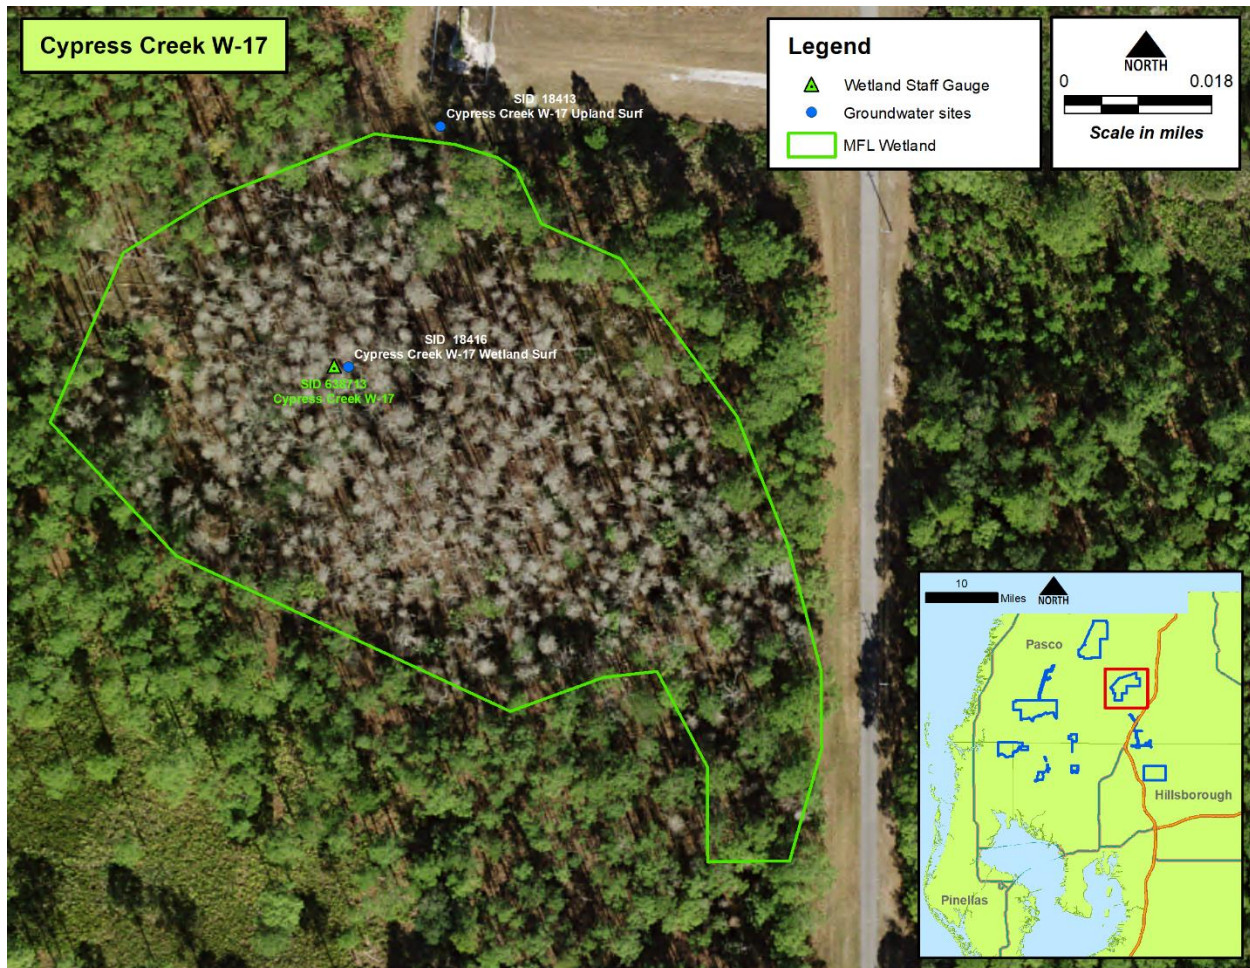 Cypress Creek W-17
Legend
Wetland Staff Gauge
Groundwater sites
MFL Wetland
NORTH
0 0.018
Scale in miles
SID 18413
Cypress Creek W-17 Upland Surf
SID 18416
Cypress Creek W-17 Wetland Surf
SID 638713
Cypress Creek W-17
10
Miles
NORTH
Pasco
Hillsborough
Pinellas